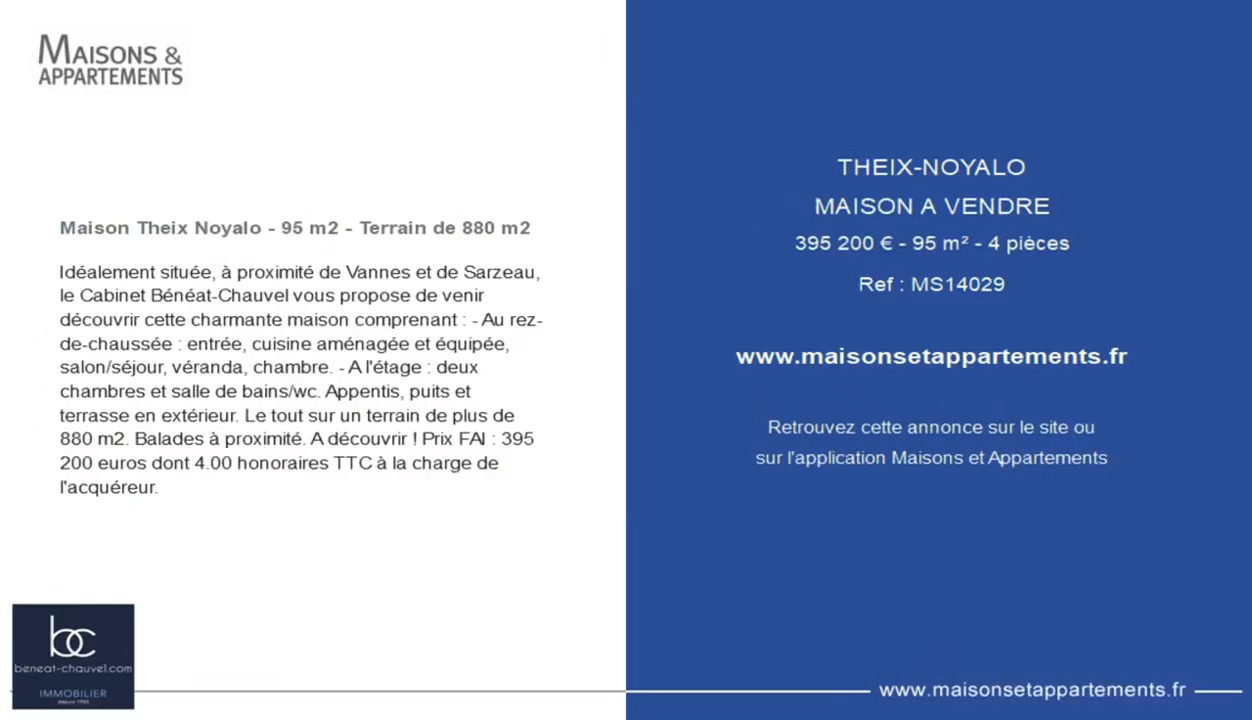 MAISONS &
APPARTEMENTS
Maison Theix Noyalo - 95 m2 - Terrain de 880 m2
Idéalement située, à proximité de Vannes et de Sarzeau,
le Cabinet Bénéat-Chauvel vous propose de venir
découvrir cette charmante maison comprenant : - Au rez-
de-chaussée : entrée, cuisine aménagée et équipée,
salon/séjour, véranda, chambre. - A l'étage : deux
chambres et salle de bains/wc. Appentis, puits et
terrasse en extérieur. Le tout sur un terrain de plus de
880 m2. Balades à proximité. A découvrir ! Prix FAI : 395
200 euros dont 4.00 honoraires TTC à la charge de
l'acquéreur.
bc
beneat-chauvel.com
IMMOBILIER
depuis 1965
THEIX-NOYALO
MAISON A VENDRE
395 200 € - 95 m² - 4 pièces
Ref : MS14029
www.maisonsetappartements.fr
Retrouvez cette annonce sur le site ou
sur l'application Maisons et Appartements
www.maisonsetappartements.fr